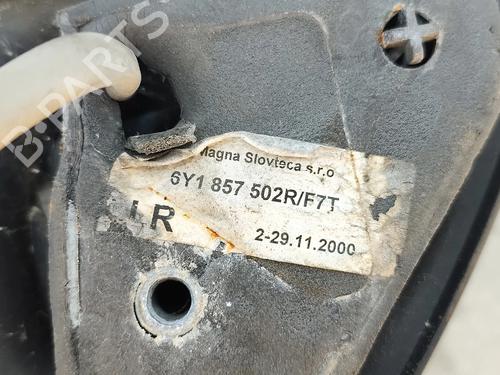 Magna Slovteca s.r.o
6Y1 857 502R/F7T
R
2-29.11.2000
B-PARTS